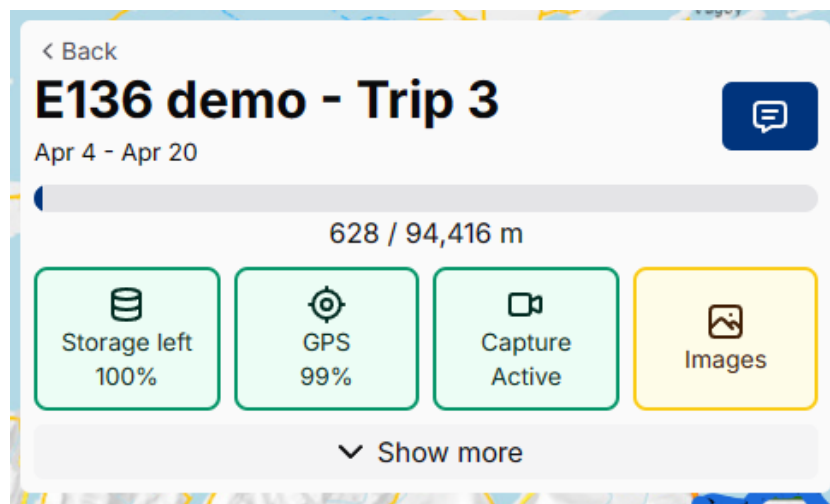 Back
E136 demo - Trip 3
Apr 4 - Apr 20
628 / 94,416 m
Storage left
100%
GPS
99%
Capture
Active
Images
Show more